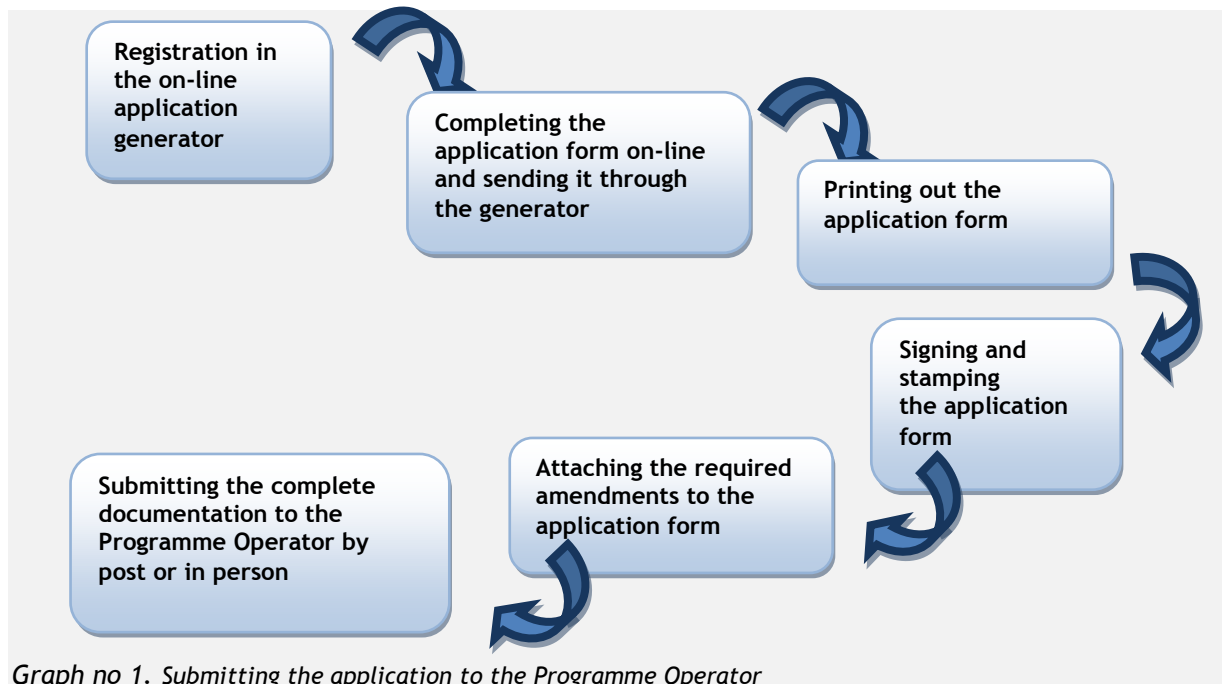 Registration in
the on-line
application
generator
Completing the
application form on-line
and sending it through
the generator
Printing out the
application form
Signing and
stamping
the application
form
Attaching the required
amendments to the
application form
Submitting the complete
documentation to the
Programme Operator by
post or in person
Graph no 1. Submitting the application to the Programme Operator